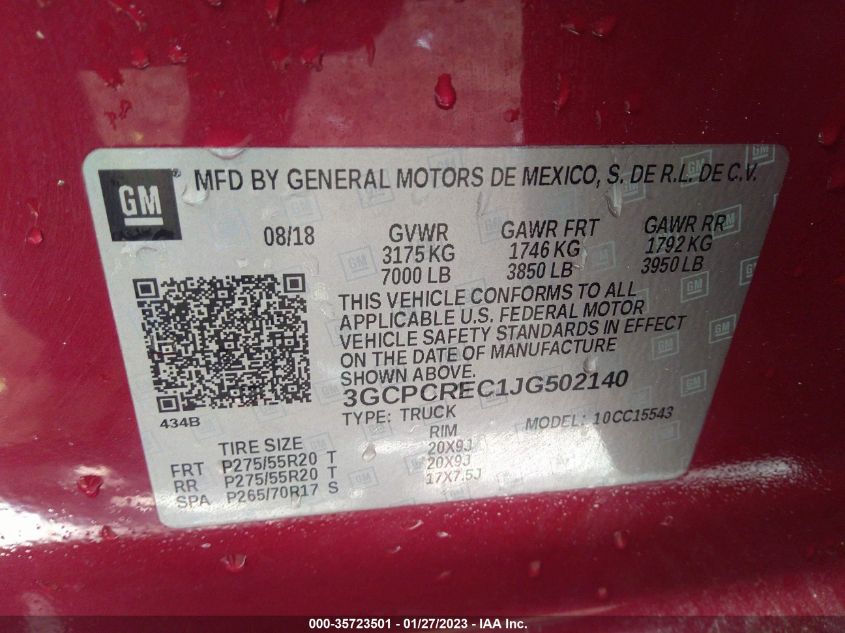 GM
MFD BY GENERAL MOTORS DE MEXICO, S. DE R.L. DE C.V.
08/18 GVWR GAWR FRT GAWR RR
3175 KG 1746 KG 1792 KG
7000 LB 3850 LB 3950 LB
THIS VEHICLE CONFORMS TO ALL
APPLICABLE U.S. FEDERAL MOTOR
VEHICLE SAFETY STANDARDS IN EFFECT
ON THE DATE OF MANUFACTURE
SHOWN ABOVE.
3GCPCREC1JG502140
434B
TYPE: TRUCK MODEL: 10CC15543
TIRE SIZE RIM
FRT P275/55R20 T 20X9J
RR P275/55R20 T 20X9J
SPA P265/70R17 S 17X7.5J
000-35723501 - 01/27/2023 - IAA Inc.